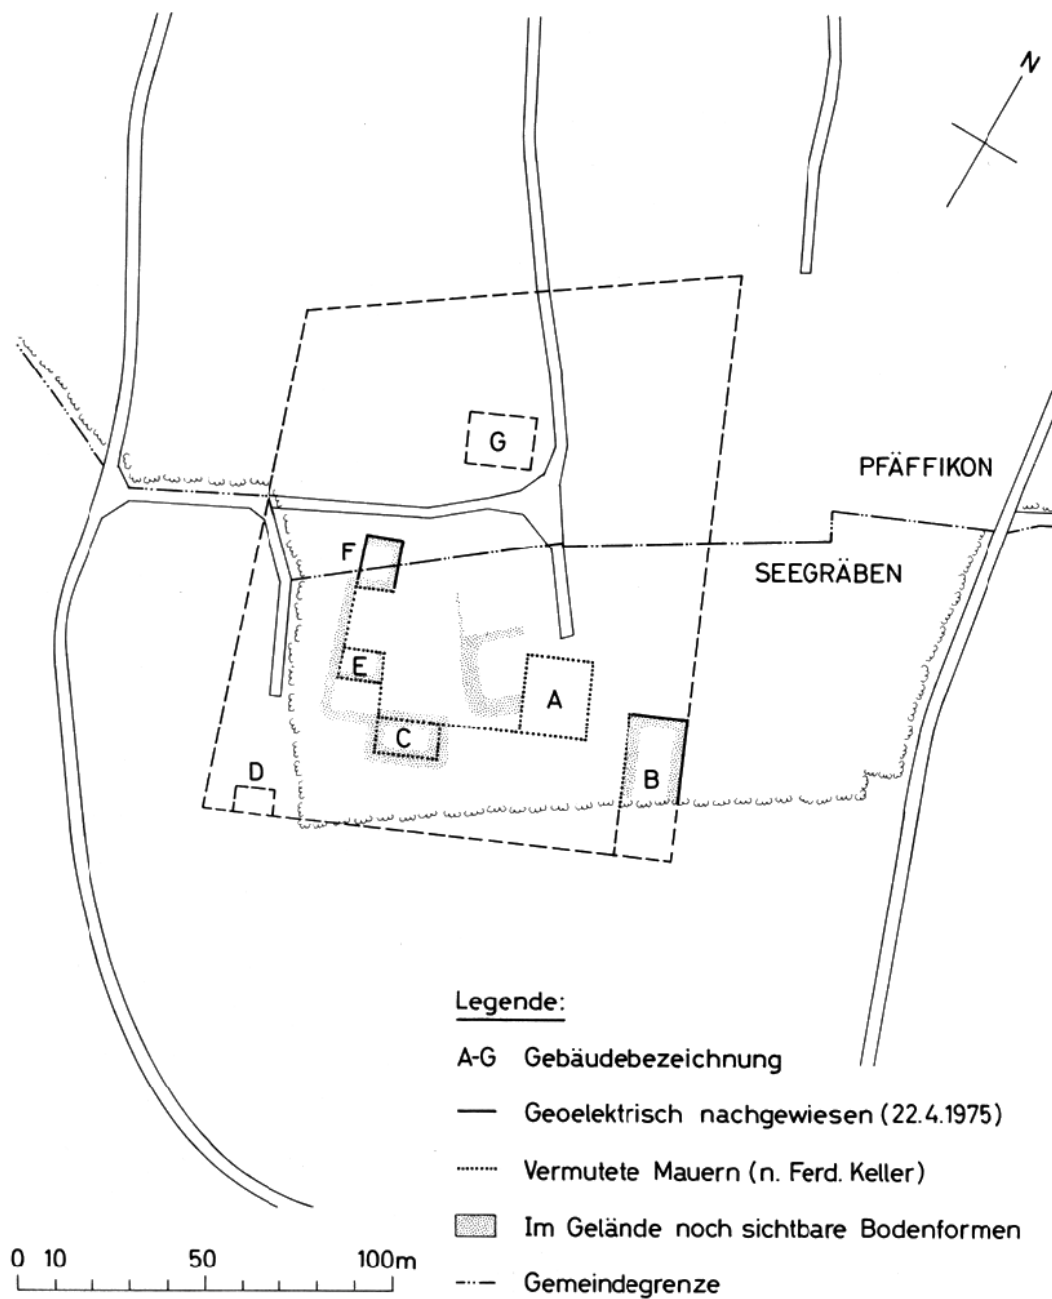 N
G
PFÄFFIKON
F
SEEGRÄBEN
E
A
C
B
D
Legende:
A-G Gebäudebezeichnung
Geoelektrisch nachgewiesen (22.4.1975)
Vermutete Mauern (n. Ferd. Keller)
Im Gelände noch sichtbare Bodenformen
Gemeindegrenze
0 10 50 100m